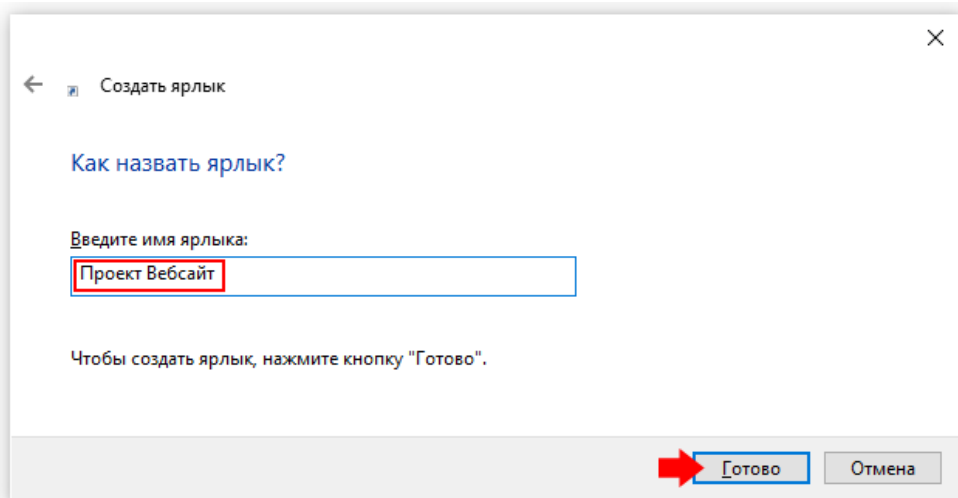 Создать ярлык
Как назвать ярлык?
Введите имя ярлыка:
Проект Вебсайт
Чтобы создать ярлык, нажмите кнопку "Готово".
Готово Отмена